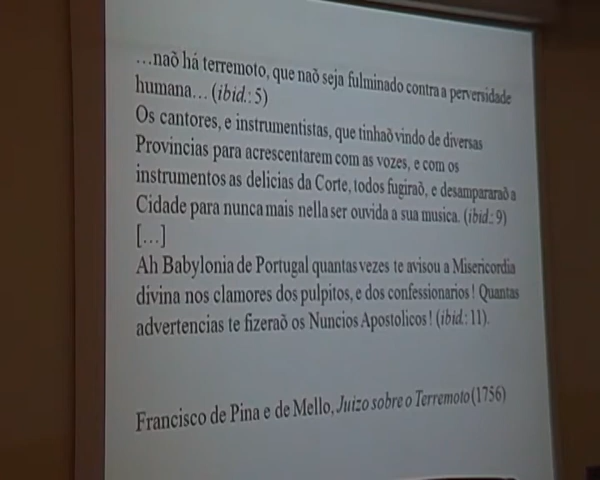 …naõ há terremoto, que naõ seja fulminado contra a perversidade
humana… (ibid.: 5)
Os cantores, e instrumentistas, que tinhaõ vindo de diversas
Provincias para acrescentarem com as vozes, e com os
instrumentos as delicias da Corte, todos fugiraõ, e desampararaõ a
Cidade para nunca mais nella ser ouvida a sua musica. (ibid.: 9)
[…]
Ah Babylonia de Portugal quantas vezes te avisou a Misericordia
divina nos clamores dos pulpitos, e dos confessionarios! Quantas
advertencias te fizeraõ os Nuncios Apostolicos! (ibid.: 11).
Francisco de Pina e de Mello, Juizo sobre o Terremoto (1756)